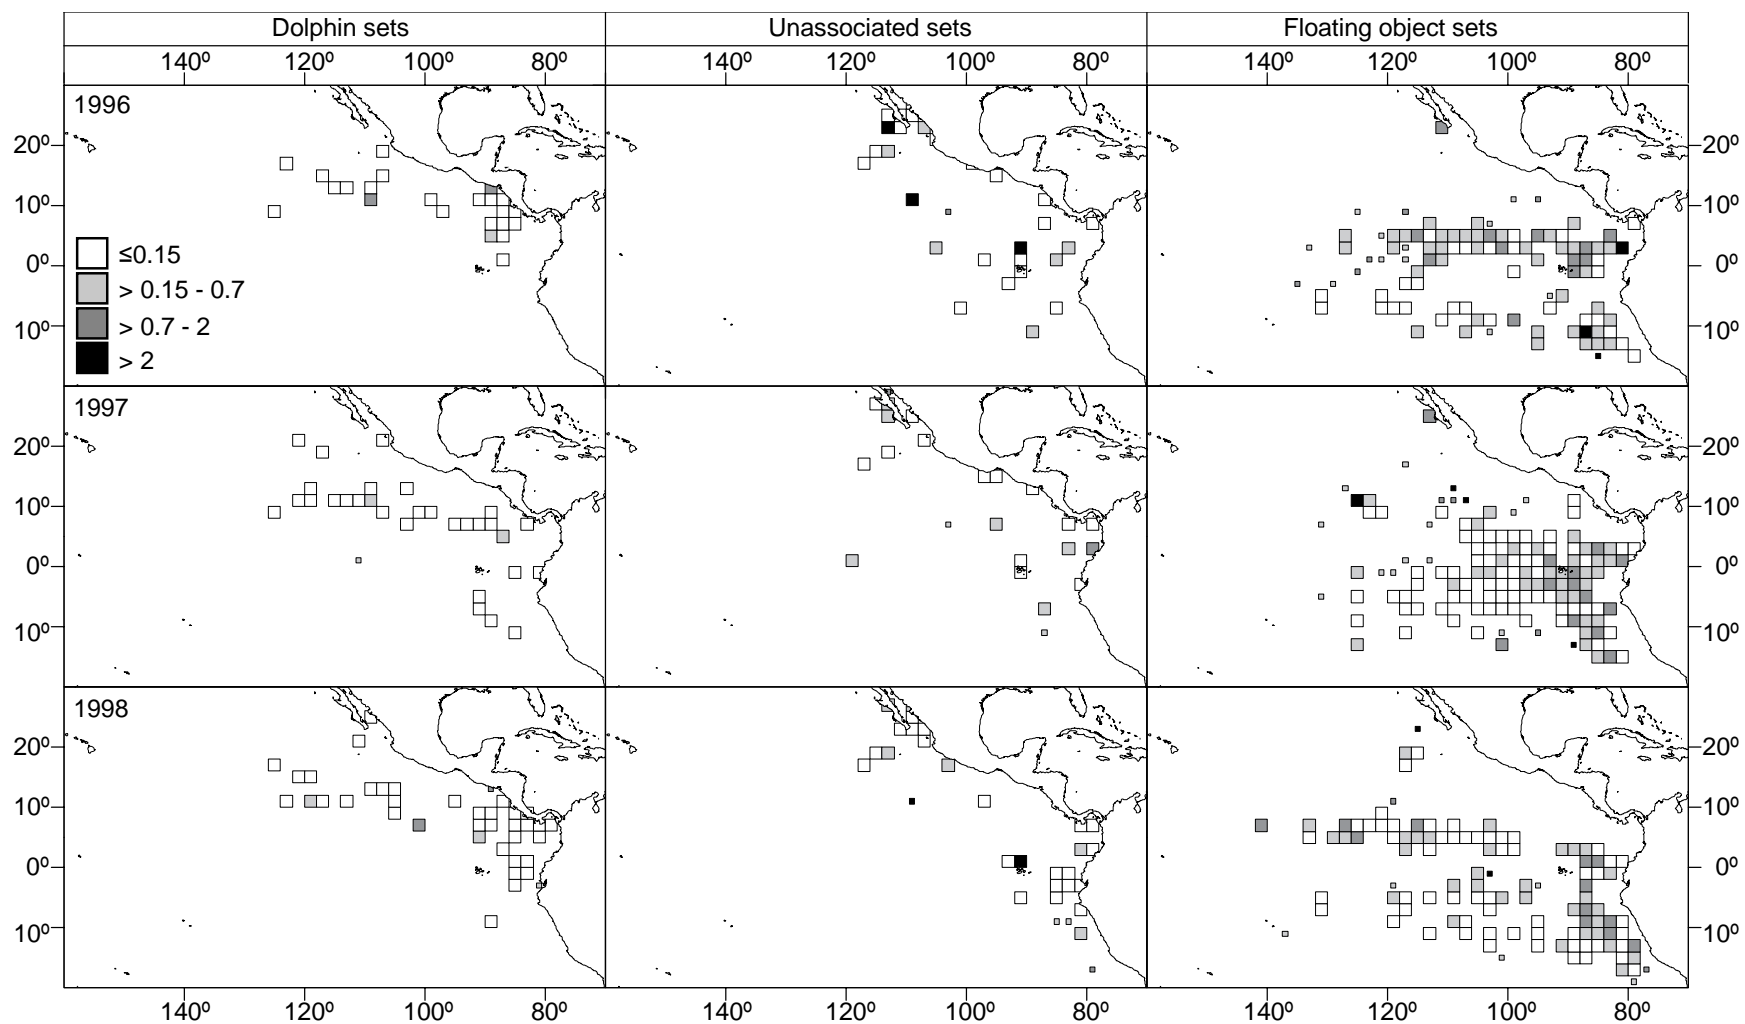 Dolphin sets Unassociated sets Floating object sets
140º 120º 100º 80º 120º 100º 80º 140º 120º 100º 80º
1996
20º 20º
10º 10º
≤0.15
0º 0º
> 0.15 - 0.7
> 0.7 - 2
10º 10º
> 2
1997
20º 20º
10º 10º
0º 0º
10º 10º
1998
20º 20º
10º 10º
0º 0º
10º 10º
140º 120º 100º 80º 120º 100º 80º 140º 120º 100º 80º